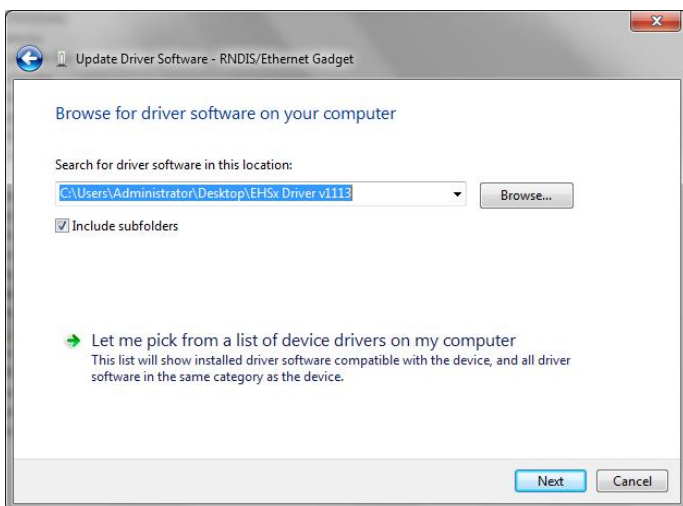 Update Driver Software - RNDIS/Ethernet Gadget
Browse for driver software on your computer
Search for driver software in this location:
C:\Users\Administrator\Desktop\EHSx Driver v1113
Browse...
Include subfolders
Let me pick from a list of device drivers on my computer
This list will show installed driver software compatible with the device, and all driver
software in the same category as the device.
Next
Cancel